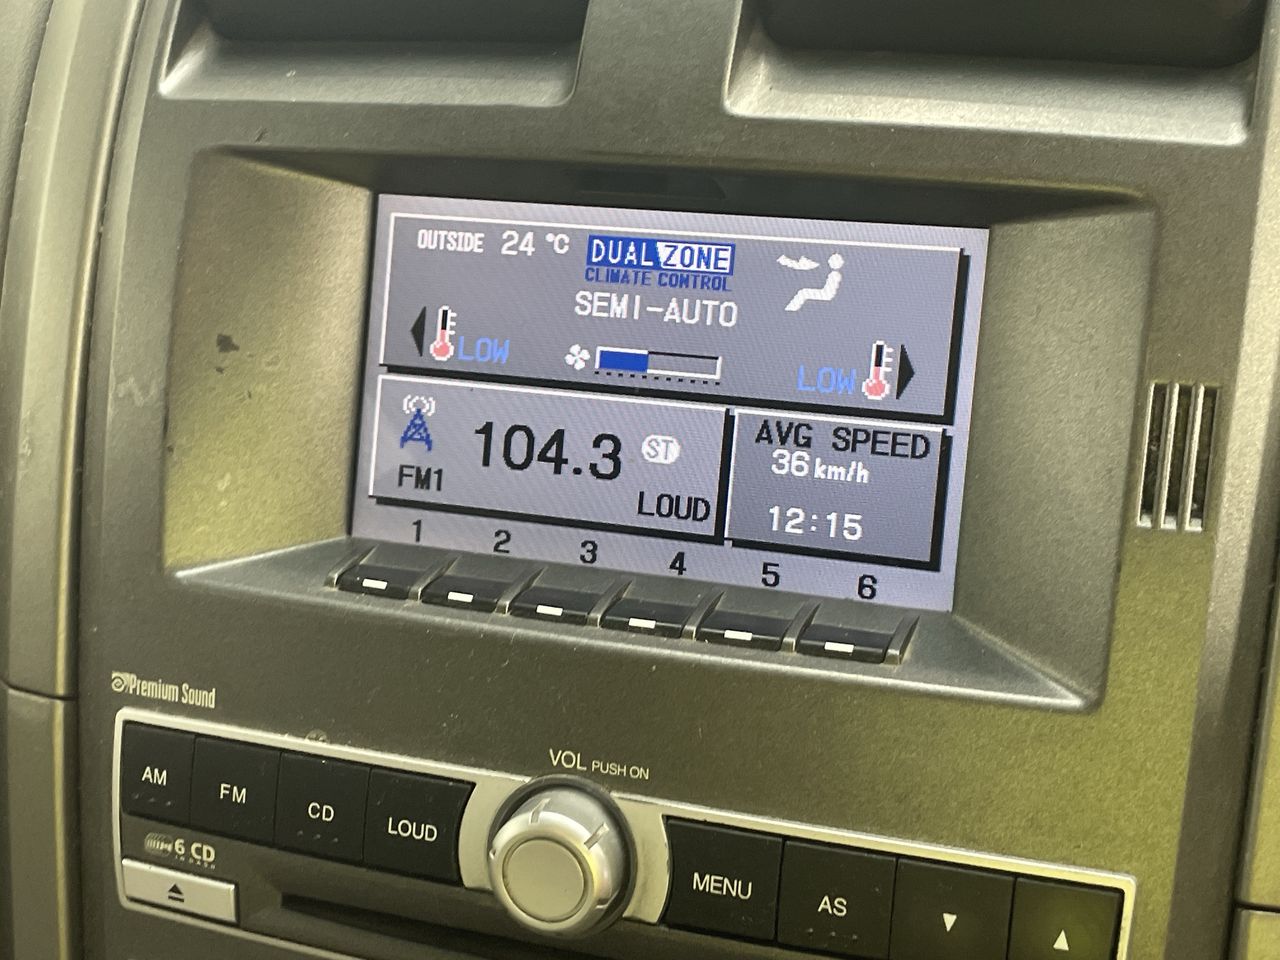 OUTSIDE 24 °C
DUAL ZONE
CLIMATE CONTROL
SEMI-AUTO
LOW
LOW
104.3 ST
FM1
LOUD
AVG SPEED
36 km/h
12:15
1 2 3 4 5 6
Premium Sound
VOL PUSH ON
AM FM CD LOUD
MENU AS
6 CD